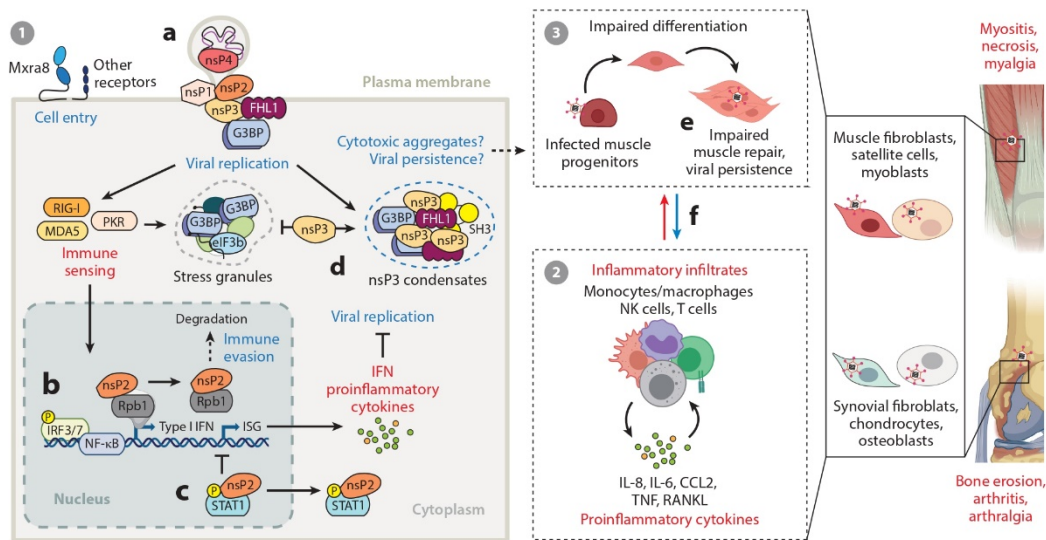 1
a
Mxra8
Other
receptors
Cell entry
nsP4
nsP1
nsP2
nsP3
FHL1
G3BP
Plasma membrane
Viral replication
Cytotoxic aggregates?
Viral persistence?
RIG-I
MDA5
PKR
Immune
sensing
G3BP
G3BP
eIF3b
Stress granules
nsP3
d
nsP3
G3BP
FHL1
nsP3
nsP3
SH3
nsP3 condensates
Degradation
Immune
evasion
b
nsP2
Rpb1
nsP2
Rpb1
P
IRF3/7
NF-κB
Type I IFN
ISG
Viral replication
IFN
proinflammatory
cytokines
c
P
nsP2
STAT1
P
nsP2
STAT1
Nucleus
Cytoplasm
3
Impaired differentiation
Infected muscle
progenitors
e
Impaired
muscle repair,
viral persistence
f
2
Inflammatory infiltrates
Monocytes/macrophages
NK cells, T cells
IL-8, IL-6, CCL2,
TNF, RANKL
Proinflammatory cytokines
Muscle fibroblasts,
satellite cells,
myoblasts
Synovial fibroblats,
chondrocytes,
osteoblasts
Myositis,
necrosis,
myalgia
Bone erosion,
arthritis,
arthralgia